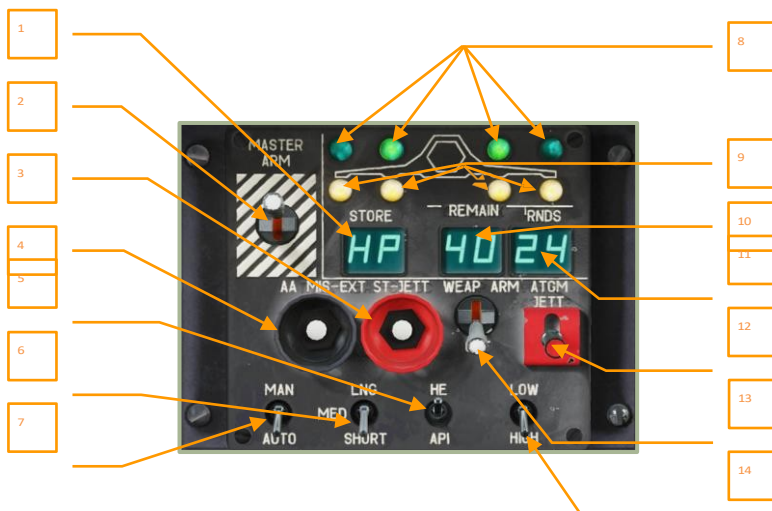 1
8
2
MASTER
ARM
3
9
STORE
REMAIN
RNDS
10
4
HP
40
24
11
5
AA MIS-EXT ST-JETT WEAP ARM ATGM
JETT
12
6
MAN
LNG
HE
LOW
13
MED
7
AUTO
SHORT
API
HIGH
14